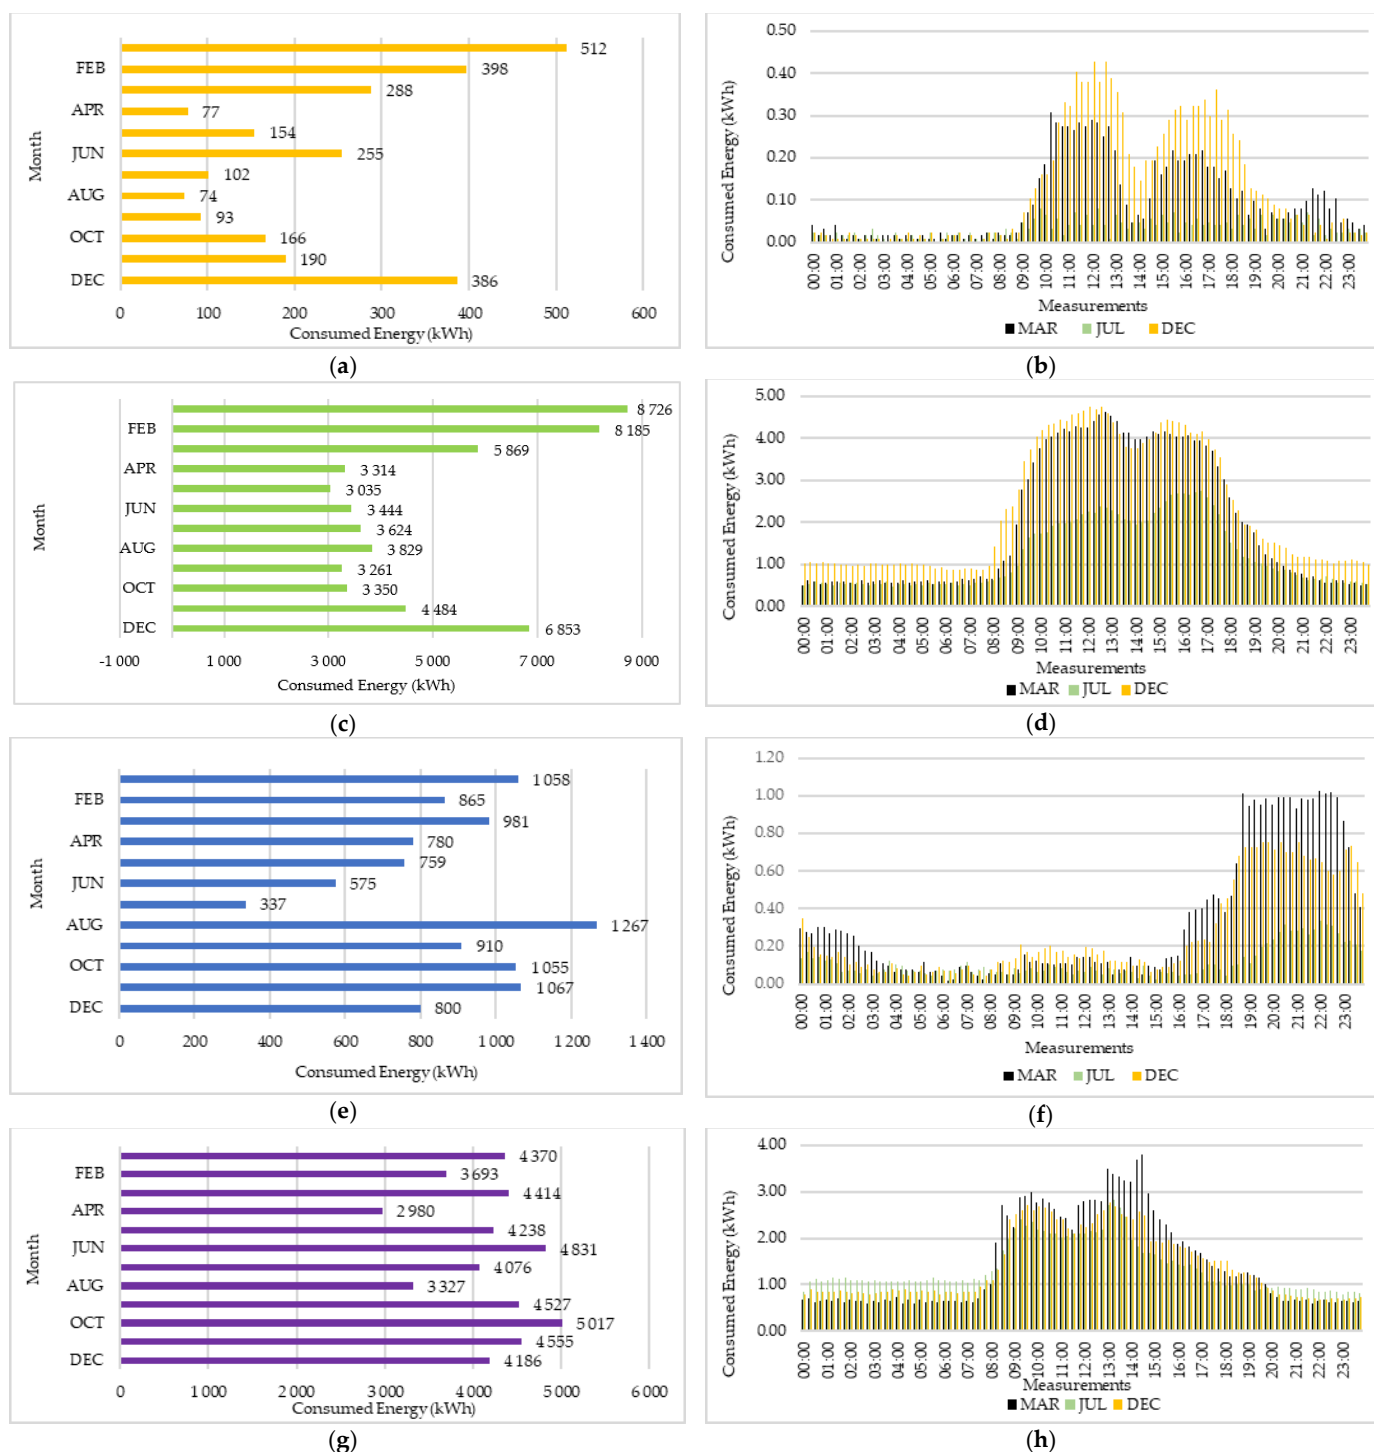 512
FEB
398
288
APR
77
154
JUN
255
102
AUG
74
93
OCT
166
190
DEC
386
Month
0 100 200 300 400 500 600
Consumed Energy (kWh)
(a)
0.50
0.40
0.30
0.20
0.10
0.00
Consumed Energy (kWh)
00:00 01:00 02:00 03:00 04:00 05:00 06:00 07:00 08:00 09:00 10:00 11:00 12:00 13:00 14:00 15:00 16:00 17:00 18:00 19:00 20:00 21:00 22:00 23:00
Measurements
MAR JUL DEC
(b)
8 726
FEB
8 185
5 869
APR
3 314
3 035
JUN
3 444
3 624
AUG
3 829
3 261
OCT
3 350
4 484
DEC
6 853
Month
-1 000 1 000 3 000 5 000 7 000 9 000
Consumed Energy (kWh)
(c)
5.00
4.00
3.00
2.00
1.00
0.00
Consumed Energy (kWh)
00:00 01:00 02:00 03:00 04:00 05:00 06:00 07:00 08:00 09:00 10:00 11:00 12:00 13:00 14:00 15:00 16:00 17:00 18:00 19:00 20:00 21:00 22:00 23:00
Measurements
MAR JUL DEC
(d)
1 058
FEB
865
981
APR
780
759
JUN
575
337
AUG
1 267
910
OCT
1 055
1 067
DEC
800
Month
0 200 400 600 800 1 000 1 200 1 400
Consumed Energy (kWh)
(e)
1.20
1.00
0.80
0.60
0.40
0.20
0.00
Consumed Energy (kWh)
00:00 01:00 02:00 03:00 04:00 05:00 06:00 07:00 08:00 09:00 10:00 11:00 12:00 13:00 14:00 15:00 16:00 17:00 18:00 19:00 20:00 21:00 22:00 23:00
Measurements
MAR JUL DEC
(f)
4 370
FEB
3 693
4 414
APR
2 980
4 238
JUN
4 831
4 076
AUG
3 327
4 527
OCT
5 017
4 555
DEC
4 186
Month
0 1 000 2 000 3 000 4 000 5 000 6 000
Consumed Energy (kWh)
(g)
4.00
3.00
2.00
1.00
0.00
Consumed Energy (kWh)
00:00 01:00 02:00 03:00 04:00 05:00 06:00 07:00 08:00 09:00 10:00 11:00 12:00 13:00 14:00 15:00 16:00 17:00 18:00 19:00 20:00 21:00 22:00 23:00
Measurements
MAR JUL DEC
(h)